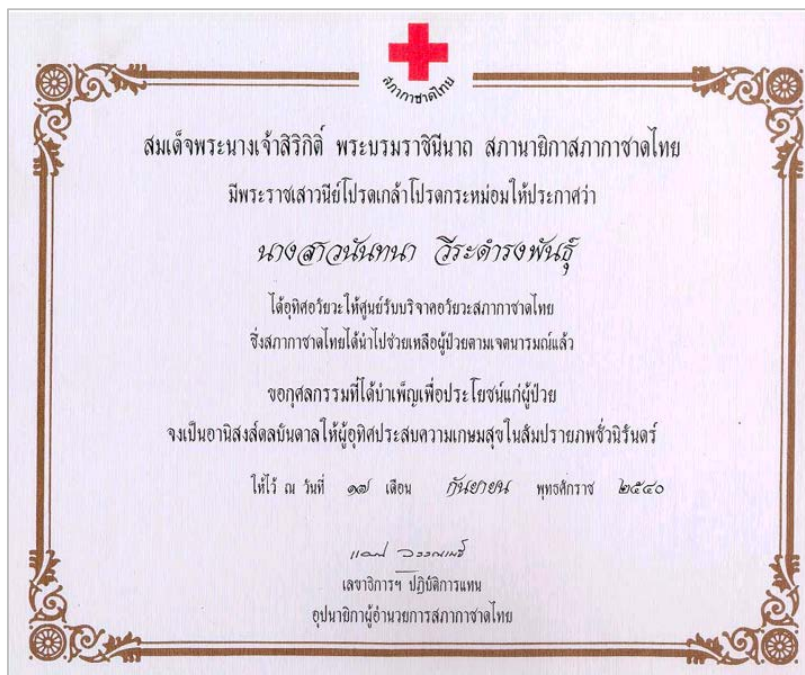 สภากาชาดไทย
สมเด็จพระนางเจ้าสิริกิติ์ พระบรมราชินีนาถ สภานายิกาสภากาชาดไทย
มีพระราชเสาวนีย์โปรดเกล้าโปรดกระหม่อมให้ประกาศว่า
นางสาวนันทนา วีระดำรงพันธุ์
ได้อุทิศอวัยวะให้ศูนย์รับบริจาคอวัยวะสภากาชาดไทย
ซึ่งสภากาชาดไทยได้นำไปช่วยเหลือผู้ป่วยตามเจตนารมณ์แล้ว
ขอกุศลกรรมที่ได้บำเพ็ญเพื่อประโยชน์แก่ผู้ป่วย
จงเป็นอานิสงส์ดลบันดาลให้ผู้อุทิศประสบความเกษมสุขในสัมปรายภพชั่วนิรันดร์
ให้ไว้ ณ วันที่ ๑๗ เดือน กันยายน พุทธศักราช ๒๕๔๐
เลขาธิการฯ ปฏิบัติการแทน
อุปนายิกาผู้อำนวยการสภากาชาดไทย